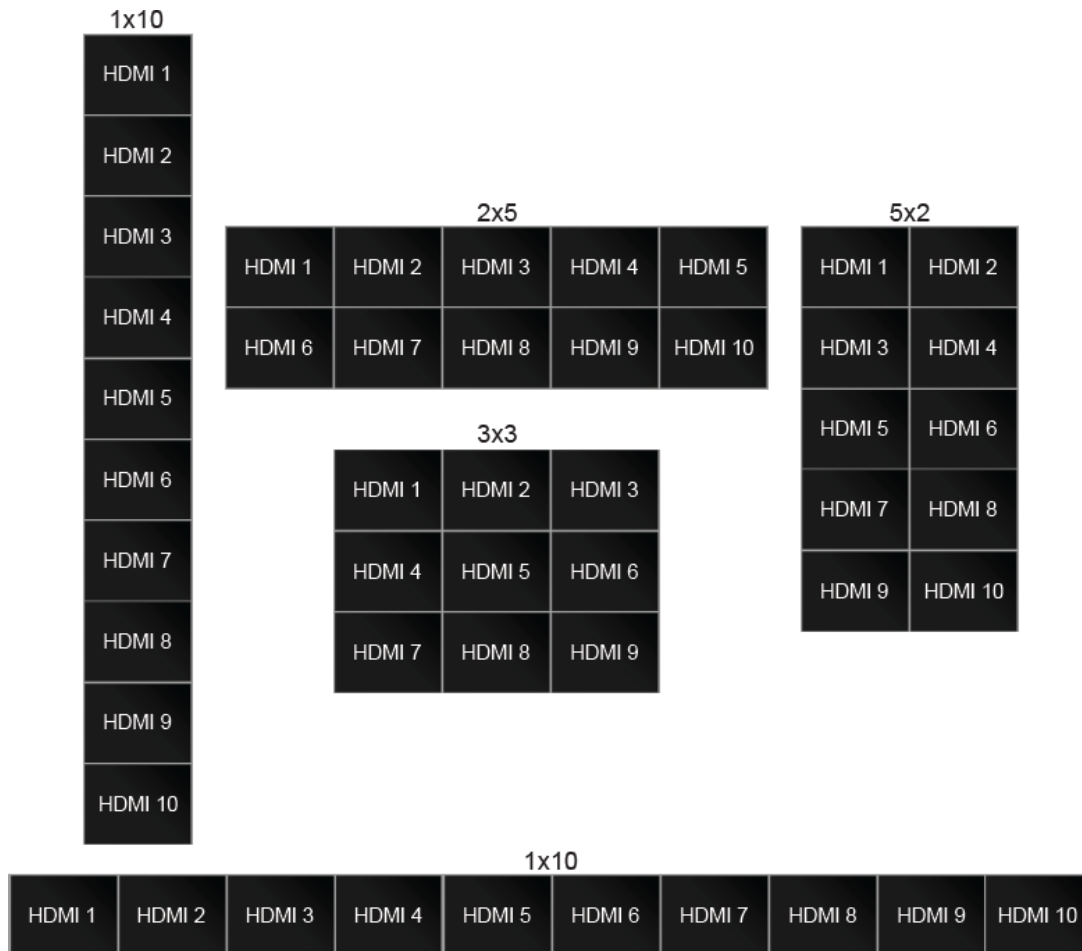 1x10
HDMI 1
HDMI 2
HDMI 3
HDMI 4
HDMI 5
HDMI 6
HDMI 7
HDMI 8
HDMI 9
HDMI 10
2x5
HDMI 1 HDMI 2 HDMI 3 HDMI 4 HDMI 5
HDMI 6 HDMI 7 HDMI 8 HDMI 9 HDMI 10
3x3
HDMI 1 HDMI 2 HDMI 3
HDMI 4 HDMI 5 HDMI 6
HDMI 7 HDMI 8 HDMI 9
5x2
HDMI 1 HDMI 2
HDMI 3 HDMI 4
HDMI 5 HDMI 6
HDMI 7 HDMI 8
HDMI 9 HDMI 10
1x10
HDMI 1 HDMI 2 HDMI 3 HDMI 4 HDMI 5 HDMI 6 HDMI 7 HDMI 8 HDMI 9 HDMI 10